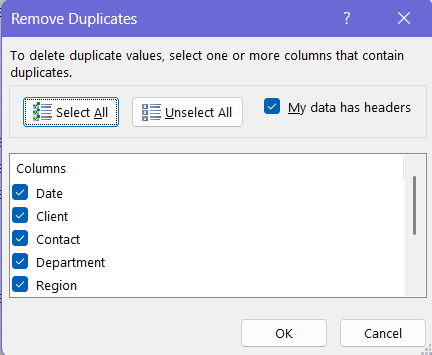 Remove Duplicates
?
To delete duplicate values, select one or more columns that contain
duplicates.
Select All
Unselect All
My data has headers
Columns
Date
Client
Contact
Department
Region
OK
Cancel